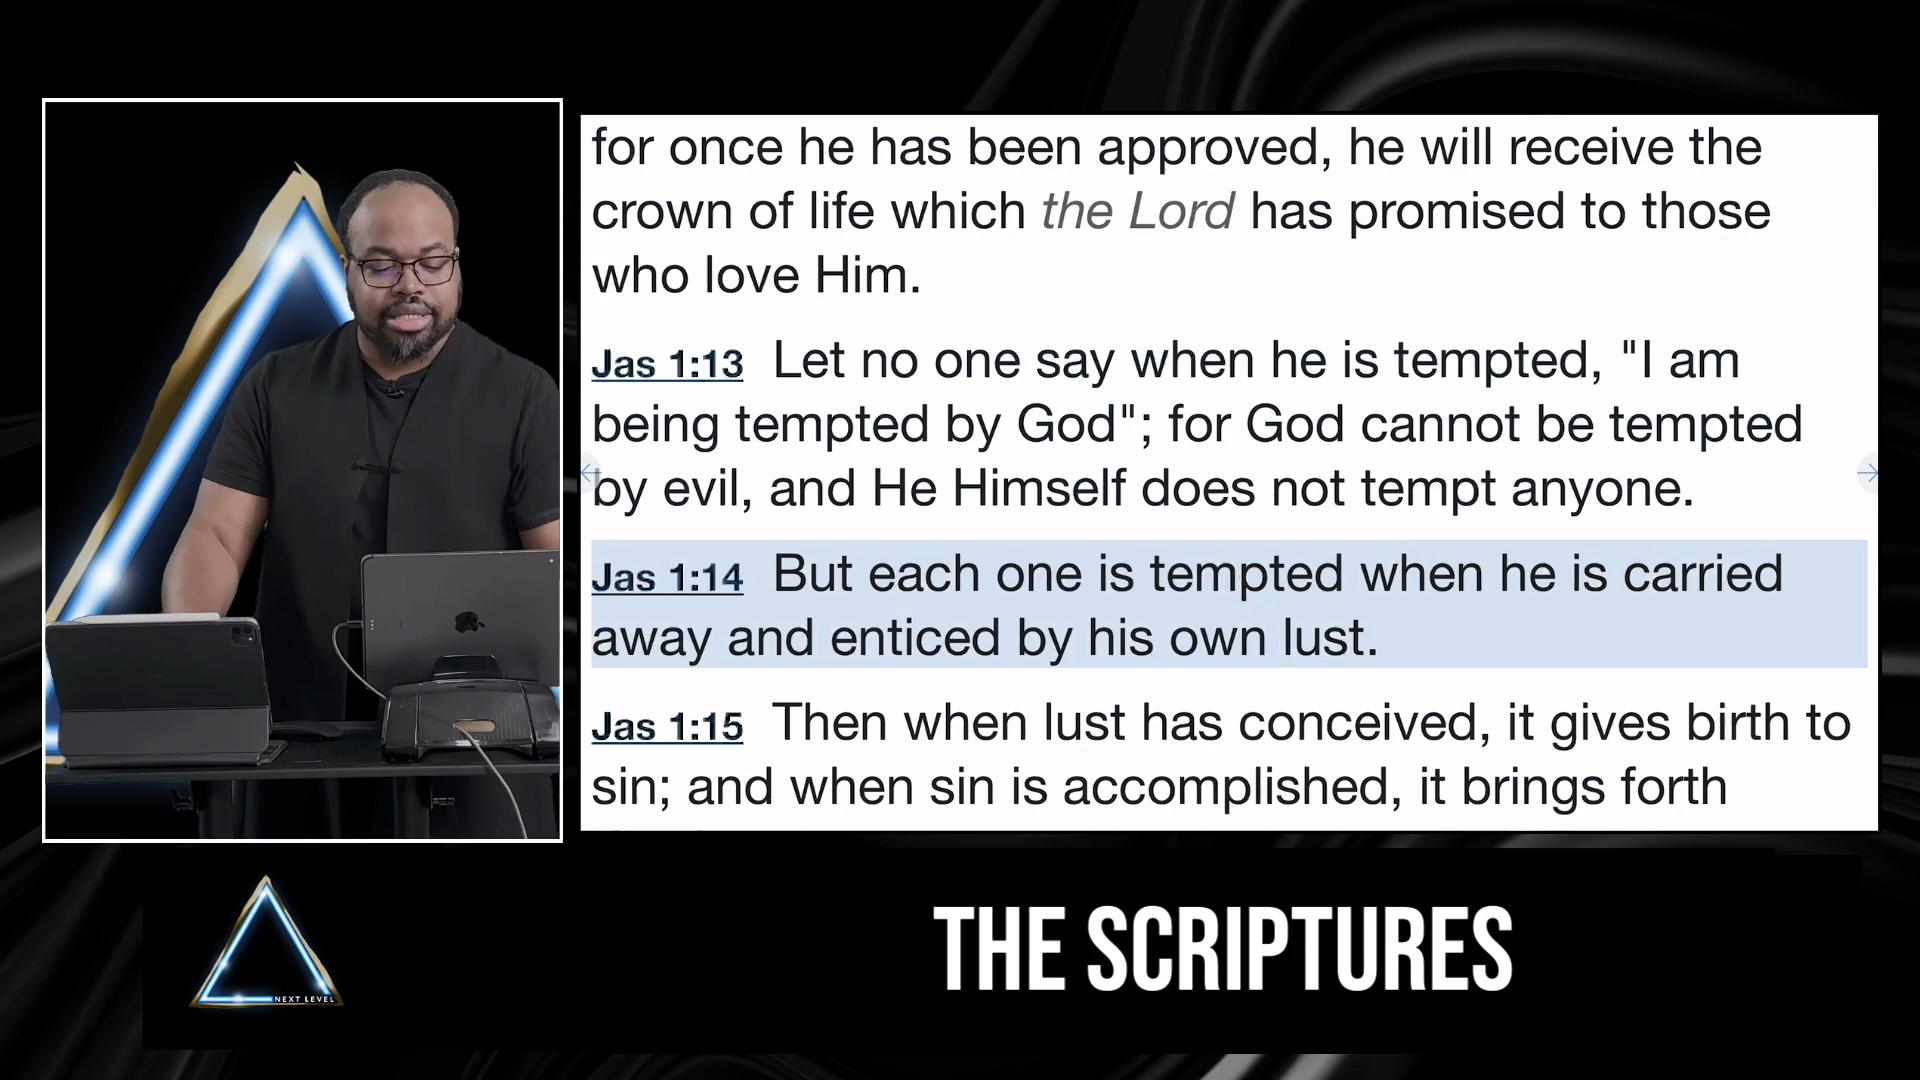 for once he has been approved, he will receive the
crown of life which the Lord has promised to those
who love Him.
Jas 1:13 Let no one say when he is tempted, "I am
being tempted by God"; for God cannot be tempted
by evil, and He Himself does not tempt anyone.
Jas 1:14 But each one is tempted when he is carried
away and enticed by his own lust.
Jas 1:15 Then when lust has conceived, it gives birth to
sin; and when sin is accomplished, it brings forth
NEXT LEVEL
THE SCRIPTURES